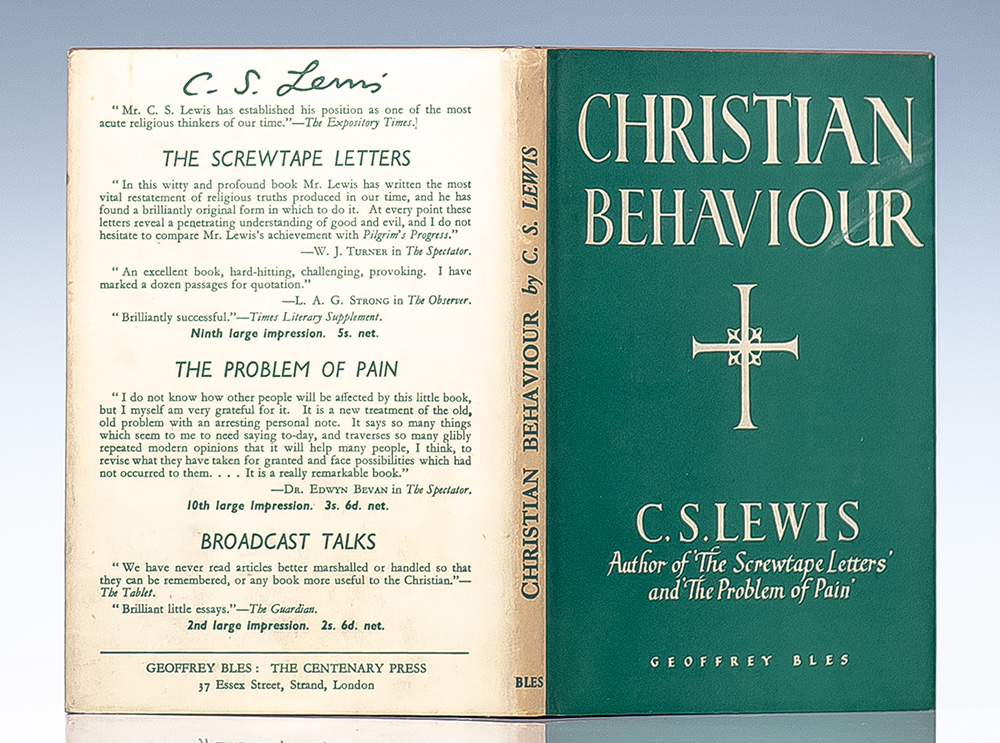 C. S. Lewis
“Mr. C. S. Lewis has established his position as one of the most
acute religious thinkers of our time.”—The Expository Times.]
THE SCREWTAPE LETTERS
“In this witty and profound book Mr. Lewis has written the most
vital restatement of religious truths produced in our time, and he has
found a brilliantly original form in which to do it. At every point these
letters reveal a penetrating understanding of good and evil, and I do not
hesitate to compare Mr. Lewis's achievement with Pilgrim's Progress.”
—W. J. TURNER in The Spectator.
“An excellent book, hard-hitting, challenging, provoking. I have
marked a dozen passages for quotation.”
—L. A. G. STRONG in The Observer.
“Brilliantly successful.”—Times Literary Supplement.
Ninth large impression. 5s. net.
THE PROBLEM OF PAIN
“I do not know how other people will be affected by this little book,
but I myself am very grateful for it. It is a new treatment of the old,
old problem with an arresting personal note. It says so many things
which seem to me to need saying to-day, and traverses so many glibly
repeated modern opinions that it will help many people, I think, to
revise what they have taken for granted and face possibilities which had
not occurred to them. . . . It is a really remarkable book.”
—DR. EDWYN BEVAN in The Spectator.
10th large Impression. 3s. 6d. net.
BROADCAST TALKS
“We have never read articles better marshalled or handled so that
they can be remembered, or any book more useful to the Christian.”—
The Tablet.
“Brilliant little essays.”—The Guardian.
2nd large impression. 2s. 6d. net.
GEOFFREY BLES: THE CENTENARY PRESS
37 Essex Street, Strand, London
CHRISTIAN BEHAVIOUR by C. S. LEWIS
BLES
CHRISTIAN
BEHAVIOUR
C.S.LEWIS
Author of 'The Screwtape Letters'
and 'The Problem of Pain'
GEOFFREY BLES